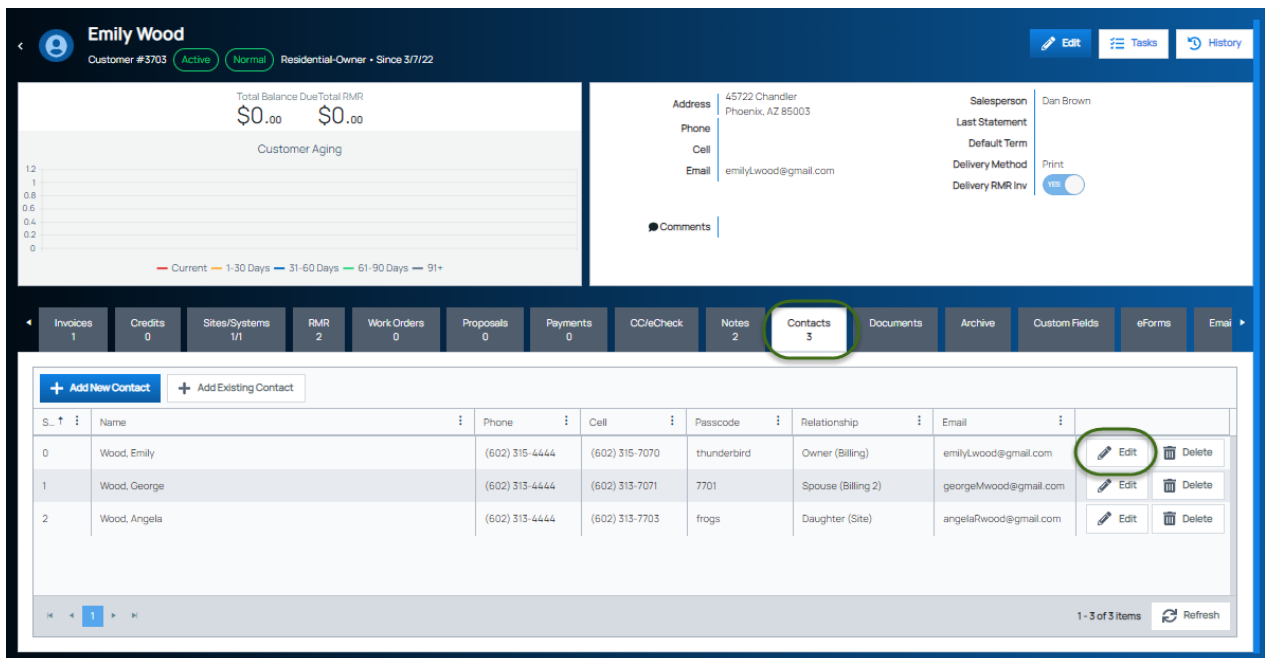 Emily Wood
Customer #3703 Active Normal Residential-Owner • Since 3/7/22
Edit Tasks History
Total Balance Due Total RMR
$0.00 $0.00
Customer Aging
1.2
1
0.8
0.6
0.4
0.2
0
Current 1-30 Days 31-60 Days 61-90 Days 91+
Address 45722 Chandler
Phoenix, AZ 85003
Phone
Cell
Email emilyLwood@gmail.com
Comments
Salesperson Dan Brown
Last Statement
Default Term
Delivery Method Print
Delivery RMR Inv YES
Invoices Credits Sites/Systems RMR Work Orders Proposals Payments CC/eCheck Notes Contacts Documents Archive Custom Fields eForms Emai
1 0 1/1 2 0 0 0 2 3
Add New Contact Add Existing Contact
S... Name Phone Cell Passcode Relationship Email
0 Wood, Emily (602) 315-4444 (602) 315-7070 thunderbird Owner (Billing) emilyLwood@gmail.com Edit Delete
1 Wood, George (602) 313-4444 (602) 313-7071 7701 Spouse (Billing 2) georgeMwood@gmail.com Edit Delete
2 Wood, Angela (602) 313-4444 (602) 313-7703 frogs Daughter (Site) angelaRwood@gmail.com Edit Delete
1 1 - 3 of 3 items Refresh